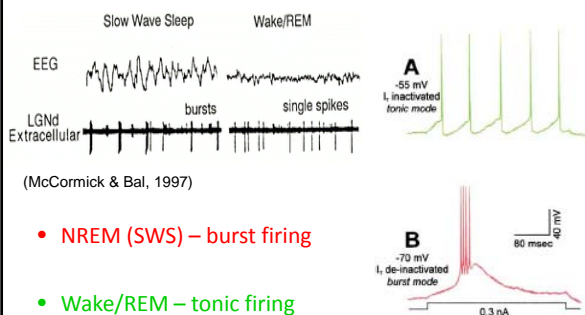 Slow Wave Sleep
Wake/REM
EEG
bursts
single spikes
LGNd
Extracellular
(McCormick & Bal, 1997)
• NREM (SWS) – burst firing
• Wake/REM – tonic firing
A
-55 mV
I_T inactivated
tonic mode
B
-70 mV
I_T de-inactivated
burst mode
40 mV
80 msec
0.3 nA